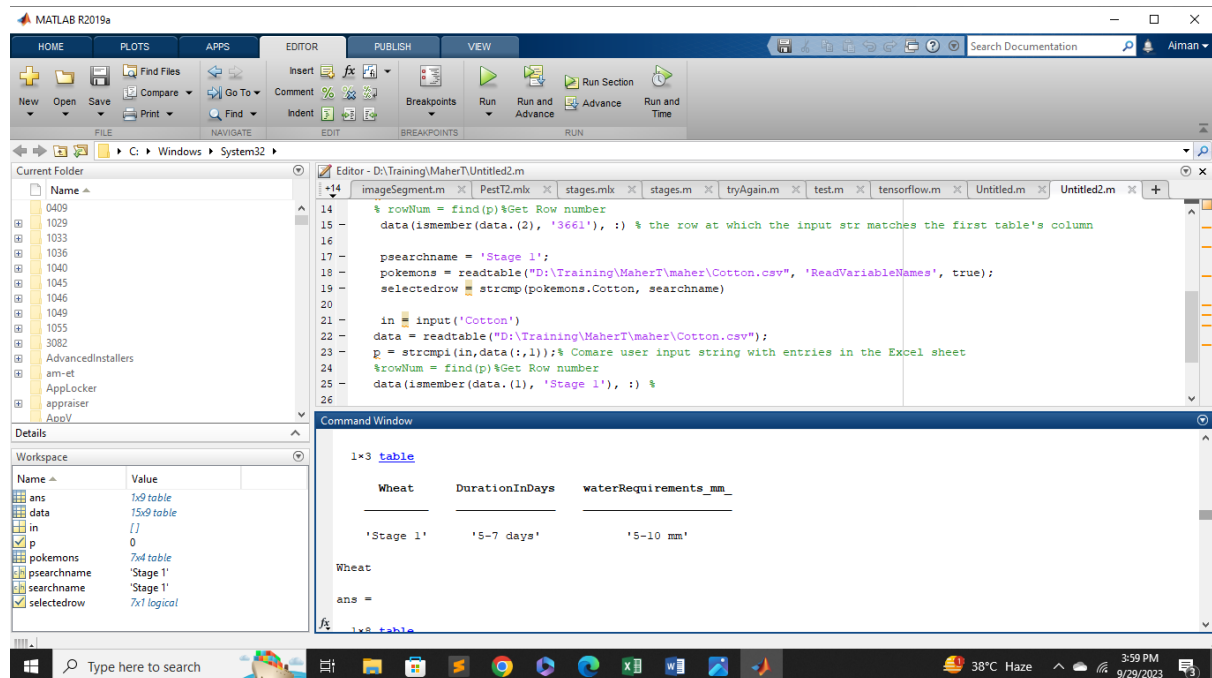 MATLAB R2019a
HOME PLOTS APPS EDITOR PUBLISH VIEW Search Documentation Aiman
New Open Save Find Files Compare Print Go To Find Insert Comment Indent fx Breakpoints Run Run and Advance Run Section Advance Run and Time
FILE NAVIGATE EDIT BREAKPOINTS RUN
C: Windows System32
Current Folder
Name
0409
1029
1033
1036
1040
1045
1046
1049
1055
3082
AdvancedInstallers
am-et
AppLocker
appraiser
AppV
Details
Workspace
Name Value
ans 1x9 table
data 15x9 table
in []
p 0
pokemons 7x4 table
psearchname 'Stage 1'
searchname 'Stage 1'
selectedrow 7x1 logical
Editor - D:\Training\MaherT\Untitled2.m
+14 imageSegment.m PestT2.mlx stages.mlx stages.m tryAgain.m test.m tensorflow.m Untitled.m Untitled2.m +
14 % rowNum = find(p)%Get Row number
15 - data(ismember(data.(2), '3661'), :) % the row at which the input str matches the first table's column
16
17 - psearchname = 'Stage 1';
18 - pokemons = readtable("D:\Training\MaherT\maher\Cotton.csv", 'ReadVariableNames', true);
19 - selectedrow = strcmp(pokemons.Cotton, searchname)
20
21 - in = input('Cotton')
22 - data = readtable("D:\Training\MaherT\maher\Cotton.csv");
23 - p = strcmpi(in,data(:,1));% Comare user input string with entries in the Excel sheet
24 %rowNum = find(p)%Get Row number
25 - data(ismember(data.(1), 'Stage 1'), :) %
26
Command Window
1×3 table
Wheat DurationInDays waterRequirements_mm_
'Stage 1' '5-7 days' '5-10 mm'
Wheat
ans =
1×8 table
fx
Type here to search
38°C Haze 3:59 PM
9/29/2023
3